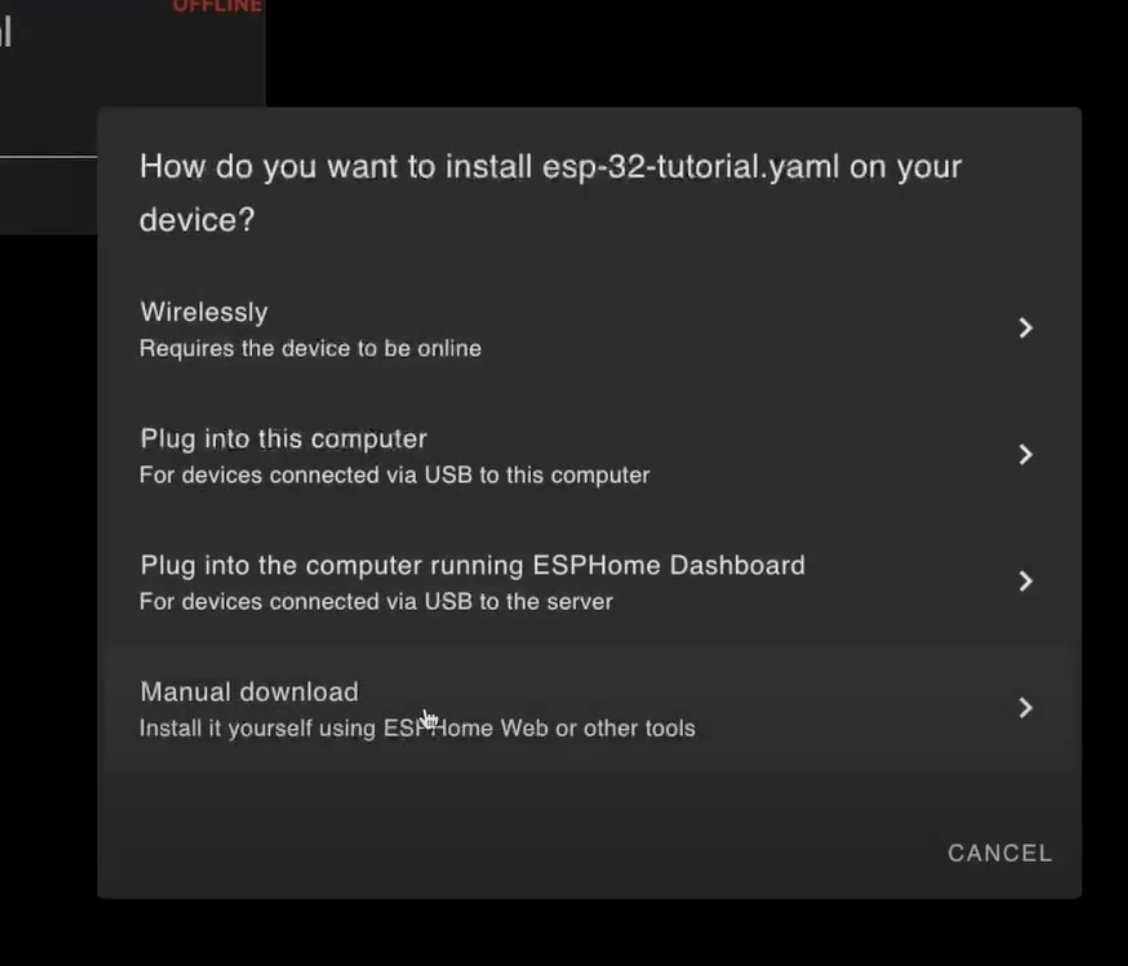 OFFLINE
How do you want to install esp-32-tutorial.yaml on your
device?
Wirelessly
Requires the device to be online
Plug into this computer
For devices connected via USB to this computer
Plug into the computer running ESPHome Dashboard
For devices connected via USB to the server
Manual download
Install it yourself using ESPHome Web or other tools
CANCEL